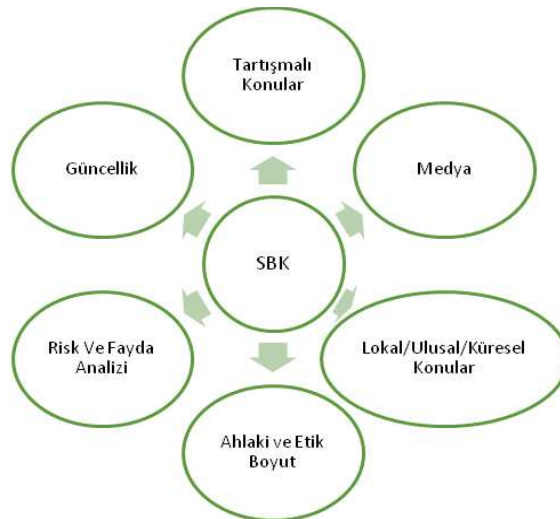 Tartışmalı
Konular
Güncellik
Medya
SBK
Risk Ve Fayda
Analizi
Lokal/Ulusal/Küresel
Konular
Ahlaki ve Etik
Boyut